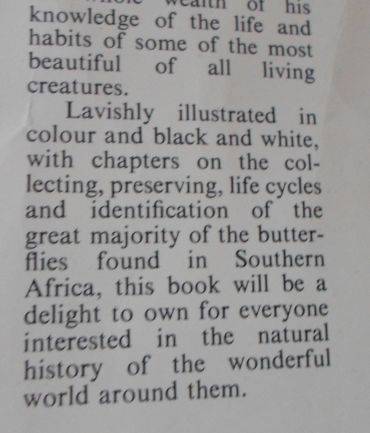 wealth of his
knowledge of the life and
habits of some of the most
beautiful of all living
creatures.
Lavishly illustrated in
colour and black and white,
with chapters on the col-
lecting, preserving, life cycles
and identification of the
great majority of the butter-
flies found in Southern
Africa, this book will be a
delight to own for everyone
interested in the natural
history of the wonderful
world around them.